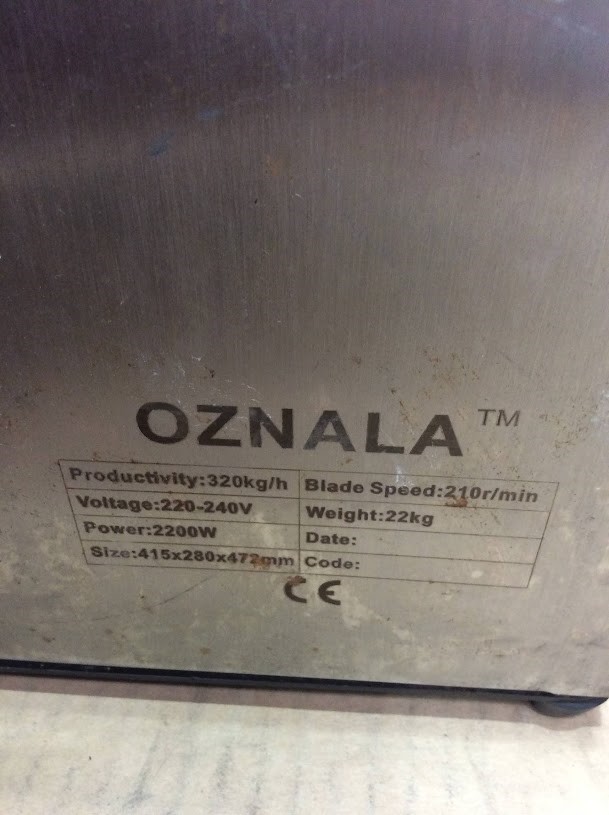 OZNALA ™
Productivity:320kg/h Blade Speed:210r/min
Voltage:220-240V Weight:22kg
Power:2200W Date:
Size:415x280x472mm Code:
CE